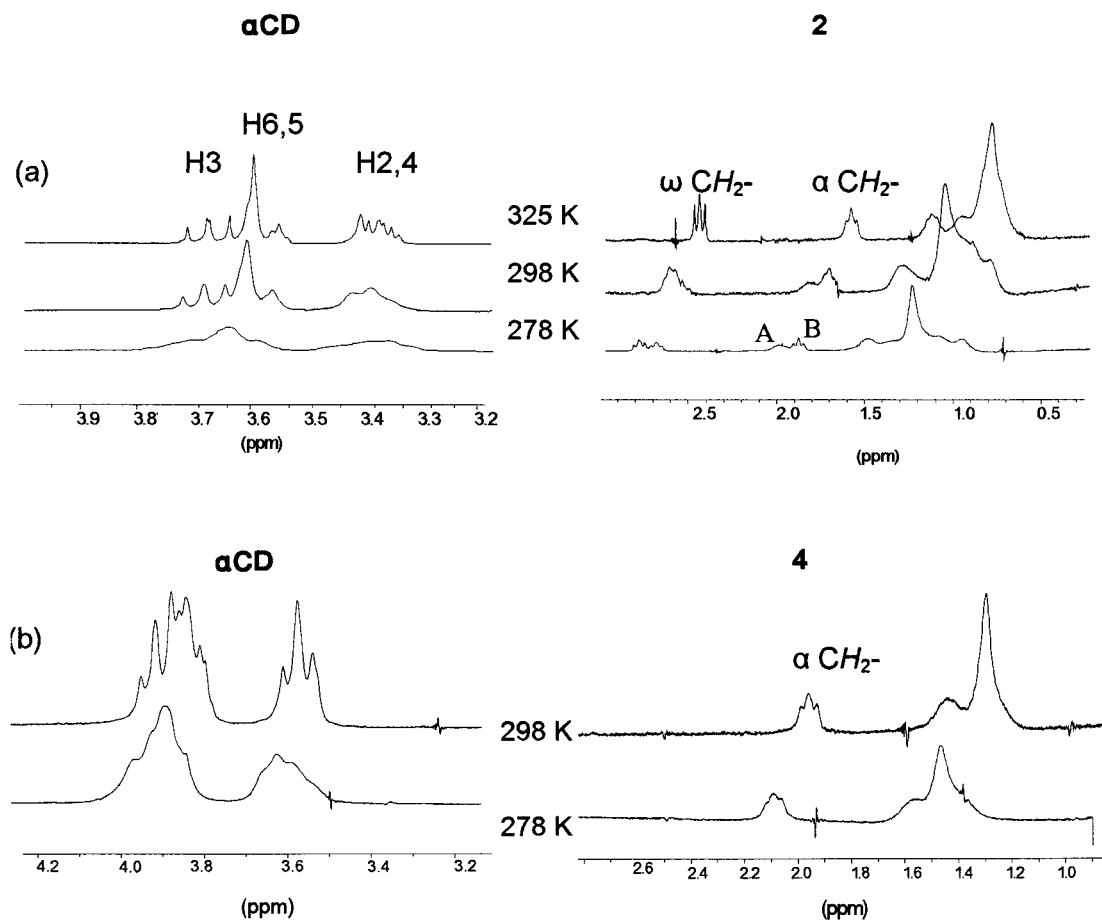 αCD
2
(a)
H3
H6,5
H2,4
ω CH₂-
α CH₂-
325 K
298 K
278 K
A
B
3.9 3.8 3.7 3.6 3.5 3.4 3.3 3.2
(ppm)
2.5 2.0 1.5 1.0 0.5
(ppm)
αCD
4
(b)
α CH₂-
298 K
278 K
4.2 4.0 3.8 3.6 3.4 3.2
(ppm)
2.6 2.4 2.2 2.0 1.8 1.6 1.4 1.2 1.0
(ppm)